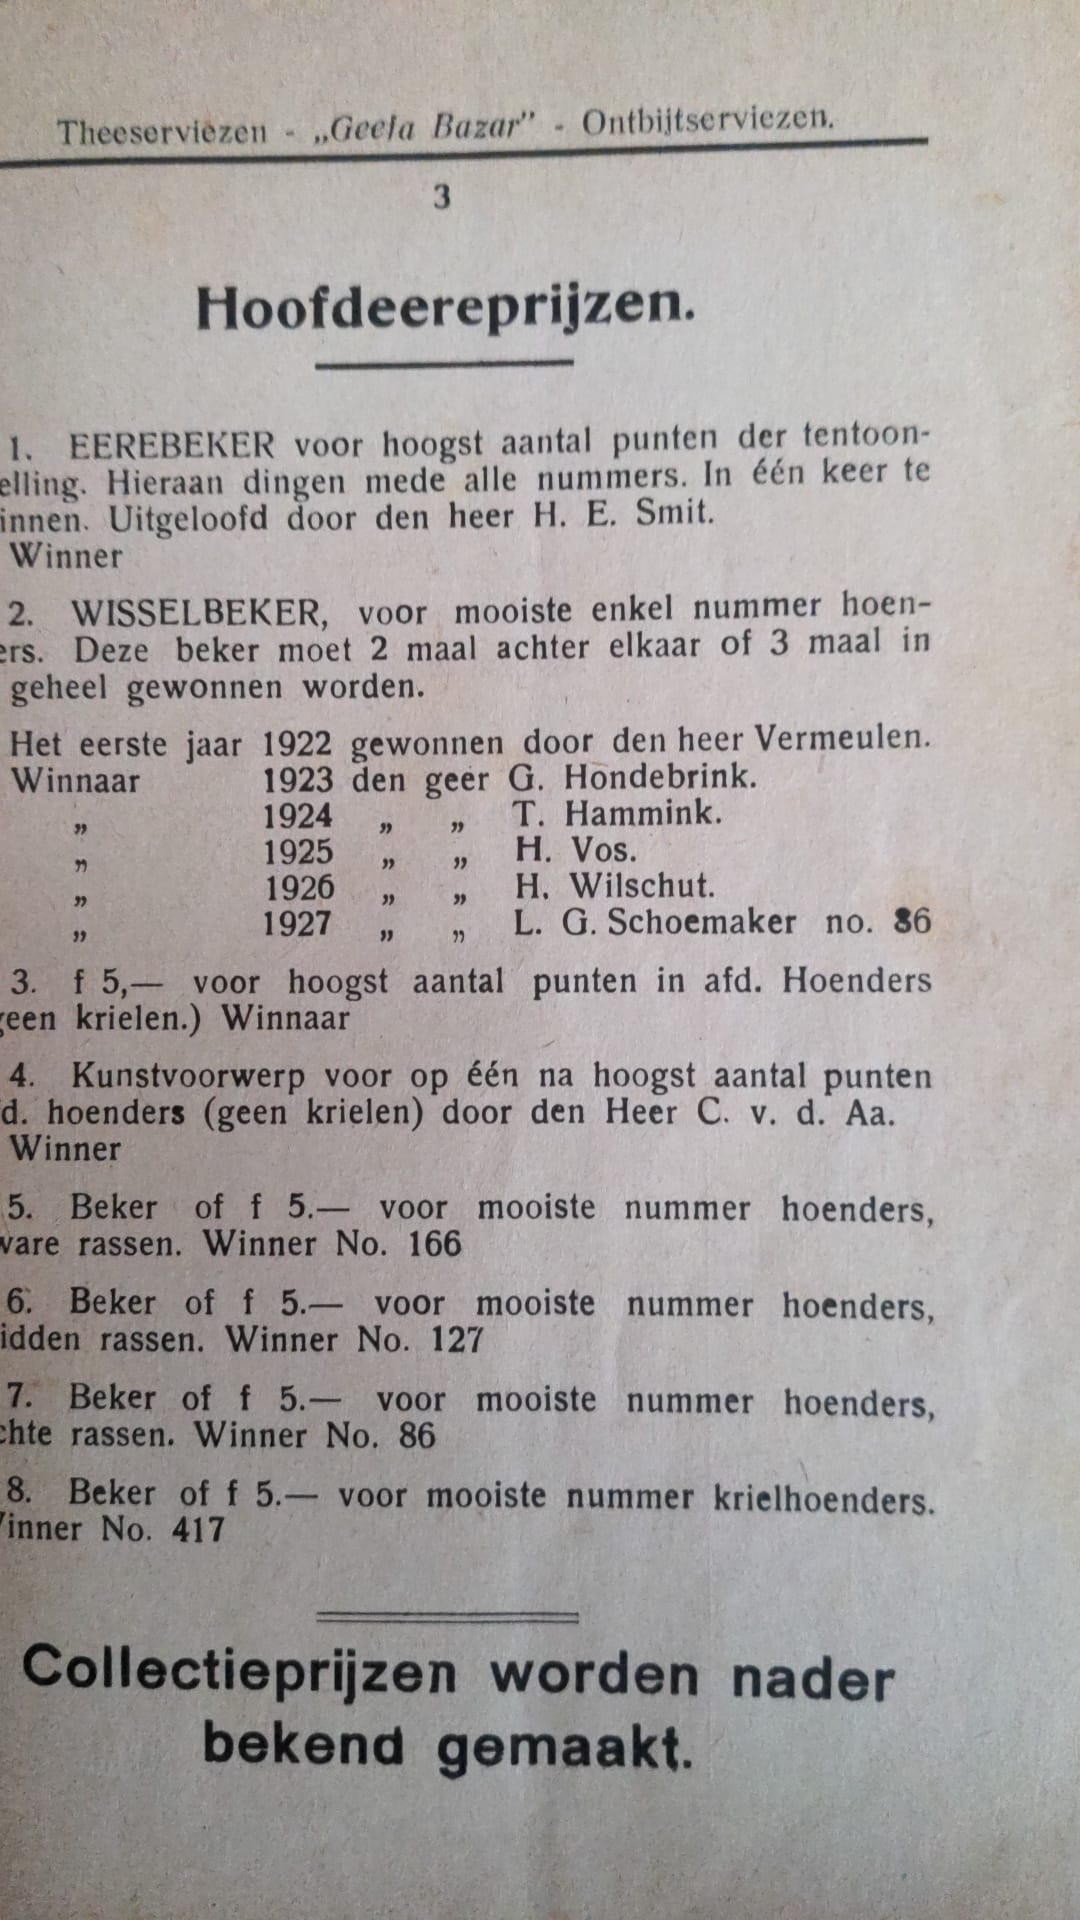 Theeserviezen - „Geela Bazar” - Ontbijtserviezen.
3
Hoofdeereprijzen.
1. EEREBEKER voor hoogst aantal punten der tentoon-
elling. Hieraan dingen mede alle nummers. In één keer te
innen. Uitgeloofd door den heer H. E. Smit.
Winner
2. WISSELBEKER, voor mooiste enkel nummer hoen-
ers. Deze beker moet 2 maal achter elkaar of 3 maal in
geheel gewonnen worden.
Het eerste jaar 1922 gewonnen door den heer Vermeulen.
Winnaar 1923 den geer G. Hondebrink.
„ 1924 „ „ T. Hammink.
„ 1925 „ „ H. Vos.
„ 1926 „ „ H. Wilschut.
„ 1927 „ „ L. G. Schoemaker no. 86
3. f 5,— voor hoogst aantal punten in afd. Hoenders
geen krielen.) Winnaar
4. Kunstvoorwerp voor op één na hoogst aantal punten
d. hoenders (geen krielen) door den Heer C. v. d. Aa.
Winner
5. Beker of f 5.— voor mooiste nummer hoenders,
vare rassen. Winner No. 166
6. Beker of f 5.— voor mooiste nummer hoenders,
idden rassen. Winner No. 127
7. Beker of f 5.— voor mooiste nummer hoenders,
chte rassen. Winner No. 86
8. Beker of f 5.— voor mooiste nummer krielhoenders.
inner No. 417
Collectieprijzen worden nader
bekend gemaakt.